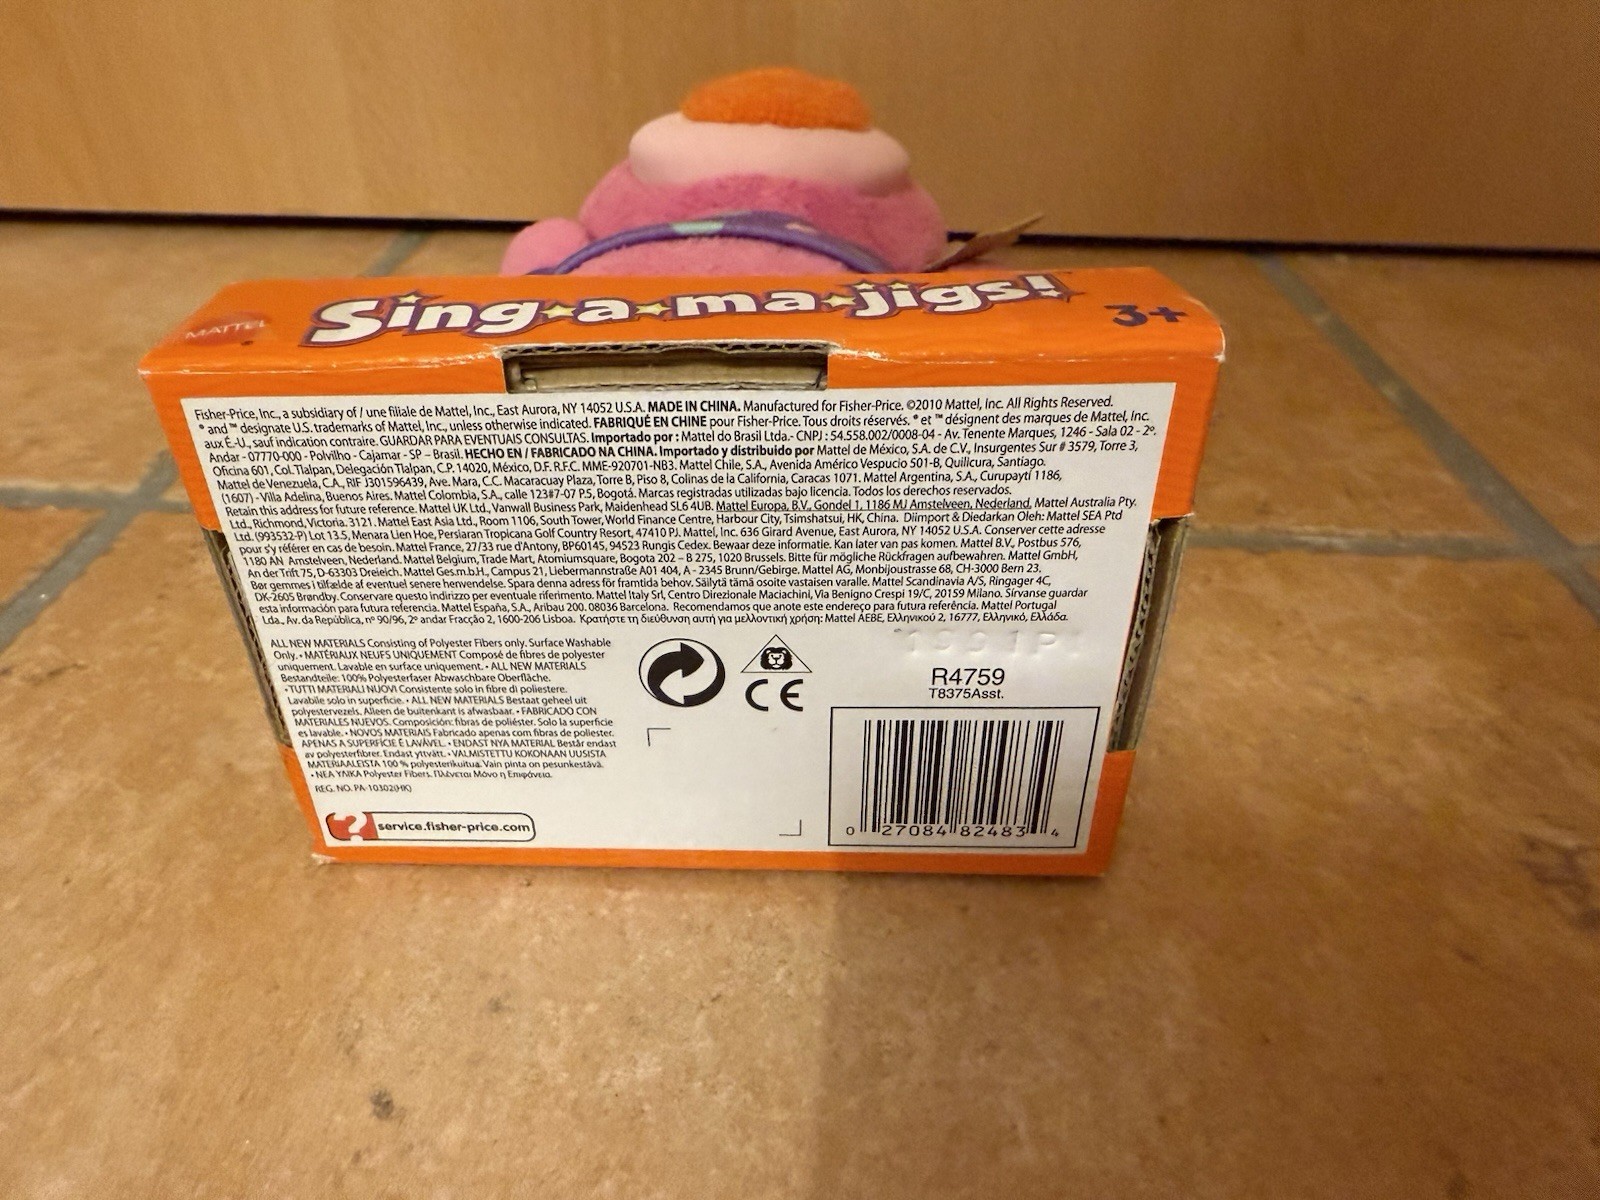 MATTEL
Sing-a-ma-jigs!
3+
Fisher-Price, Inc., a subsidiary of / une filiale de Mattel, Inc., East Aurora, NY 14052 U.S.A. MADE IN CHINA. Manufactured for Fisher-Price. ©2010 Mattel, Inc. All Rights Reserved.
® and ™ designate U.S. trademarks of Mattel, Inc., unless otherwise indicated. FABRIQUÉ EN CHINE pour Fisher-Price. Tous droits réservés. ® et ™ désignent des marques de Mattel, Inc.
aux É.-U., sauf indication contraire. GUARDAR PARA EVENTUAIS CONSULTAS. Importado por : Mattel do Brasil Ltda.- CNPJ : 54.558.002/0008-04 - Av. Tenente Marques, 1246 - Sala 02 - 2º.
Andar - 07770-000 - Polvilho - Cajamar - SP – Brasil. HECHO EN / FABRICADO NA CHINA. Importado y distribuido por Mattel de México, S.A. de C.V., Insurgentes Sur # 3579, Torre 3,
Oficina 601, Col. Tlalpan, Delegación Tlalpan, C.P. 14020, México, D.F. R.F.C. MME-920701-NB3. Mattel Chile, S.A., Avenida Américo Vespucio 501-B, Quilicura, Santiago.
Mattel de Venezuela, C.A., RIF J301596439, Ave. Mara, C.C. Macaracuay Plaza, Torre B, Piso 8, Colinas de la California, Caracas 1071. Mattel Argentina, S.A., Curupaytí 1186,
(1607) - Villa Adelina, Buenos Aires. Mattel Colombia, S.A., calle 123#7-07 P.5, Bogotá. Marcas registradas utilizadas bajo licencia. Todos los derechos reservados.
Retain this address for future reference. Mattel UK Ltd., Vanwall Business Park, Maidenhead SL6 4UB. Mattel Europa, B.V., Gondel 1, 1186 MJ Amstelveen, Nederland. Mattel Australia Pty.
Ltd., Richmond, Victoria. 3121. Mattel East Asia Ltd., Room 1106, South Tower, World Finance Centre, Harbour City, Tsimshatsui, HK, China. Diimport & Diedarkan Oleh: Mattel SEA Ptd
Ltd. (993532-P) Lot 13.5, Menara Lien Hoe, Persiaran Tropicana Golf Country Resort, 47410 PJ. Mattel, Inc. 636 Girard Avenue, East Aurora, NY 14052 U.S.A. Conserver cette adresse
pour s'y référer en cas de besoin. Mattel France, 27/33 rue d'Antony, BP60145, 94523 Rungis Cedex. Bewaar deze informatie. Kan later van pas komen. Mattel B.V., Postbus 576,
1180 AN Amstelveen, Nederland. Mattel Belgium, Trade Mart, Atomiumsquare, Bogota 202 – B 275, 1020 Brussels. Bitte für mögliche Rückfragen aufbewahren. Mattel GmbH,
An der Trift 75, D-63303 Dreieich. Mattel Ges.m.b.H., Campus 21, Liebermannstraße A01 404, A - 2345 Brunn/Gebirge. Mattel AG, Monbijoustrasse 68, CH-3000 Bern 23.
Bør gemmes i tilfælde af eventuel senere henvendelse. Spara denna adress för framtida behov. Säilytä tämä osoite vastaisen varalle. Mattel Scandinavia A/S, Ringager 4C,
DK-2605 Brøndby. Conservare questo indirizzo per eventuale riferimento. Mattel Italy Srl, Centro Direzionale Maciachini, Via Benigno Crespi 19/C, 20159 Milano. Sírvanse guardar
esta información para futura referencia. Mattel España, S.A., Aribau 200. 08036 Barcelona. Recomendamos que anote este endereço para futura referência. Mattel Portugal
Lda., Av. da República, nº 90/96, 2º andar Fracção 2, 1600-206 Lisboa. Κρατήστε τη διεύθυνση αυτή για μελλοντική χρήση: Mattel AEBE, Ελληνικού 2, 16777, Ελληνικό, Ελλάδα.
ALL NEW MATERIALS Consisting of Polyester Fibers only. Surface Washable
Only. • MATÉRIAUX NEUFS UNIQUEMENT Composé de fibres de polyester
uniquement. Lavable en surface uniquement. • ALL NEW MATERIALS
Bestandteile: 100% Polyesterfaser Abwaschbare Oberfläche.
• TUTTI MATERIALI NUOVI Consistente solo in fibre di poliestere.
Lavabile solo in superficie. • ALL NEW MATERIALS Bestaat geheel uit
polyestervezels. Alleen de buitenkant is afwasbaar. • FABRICADO CON
MATERIALES NUEVOS. Composición: fibras de poliéster. Solo la superficie
es lavable. • NOVOS MATERIAIS Fabricado apenas com fibras de poliester.
APENAS A SUPERFÍCIE É LAVÁVEL. • ENDAST NYA MATERIAL Består endast
av polyesterfibrer. Endast ytvätt. • VALMISTETTU KOKONAAN UUSISTA
MATERIAALEISTA 100 % polyesterikuitua. Vain pinta on pesunkestävä.
• ΝΕΑ ΥΛΙΚΑ Polyester Fibers. Πλένεται Μόνο η Επιφάνεια.
REG. NO. PA-10302(HK)
? service.fisher-price.com
CE
R4759
T8375Asst.
0 27084 82483 4